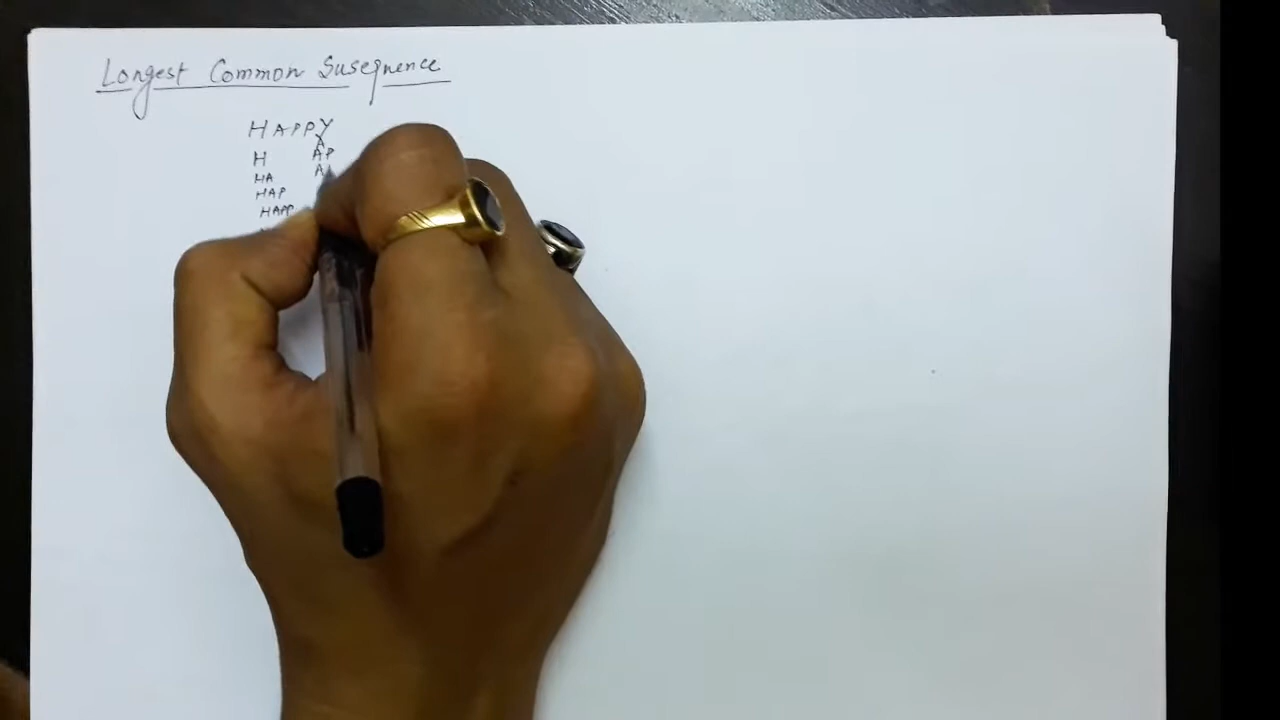 Longest Common Susequence
HAPPY
A
H AP
HA A
HAP
HAPP